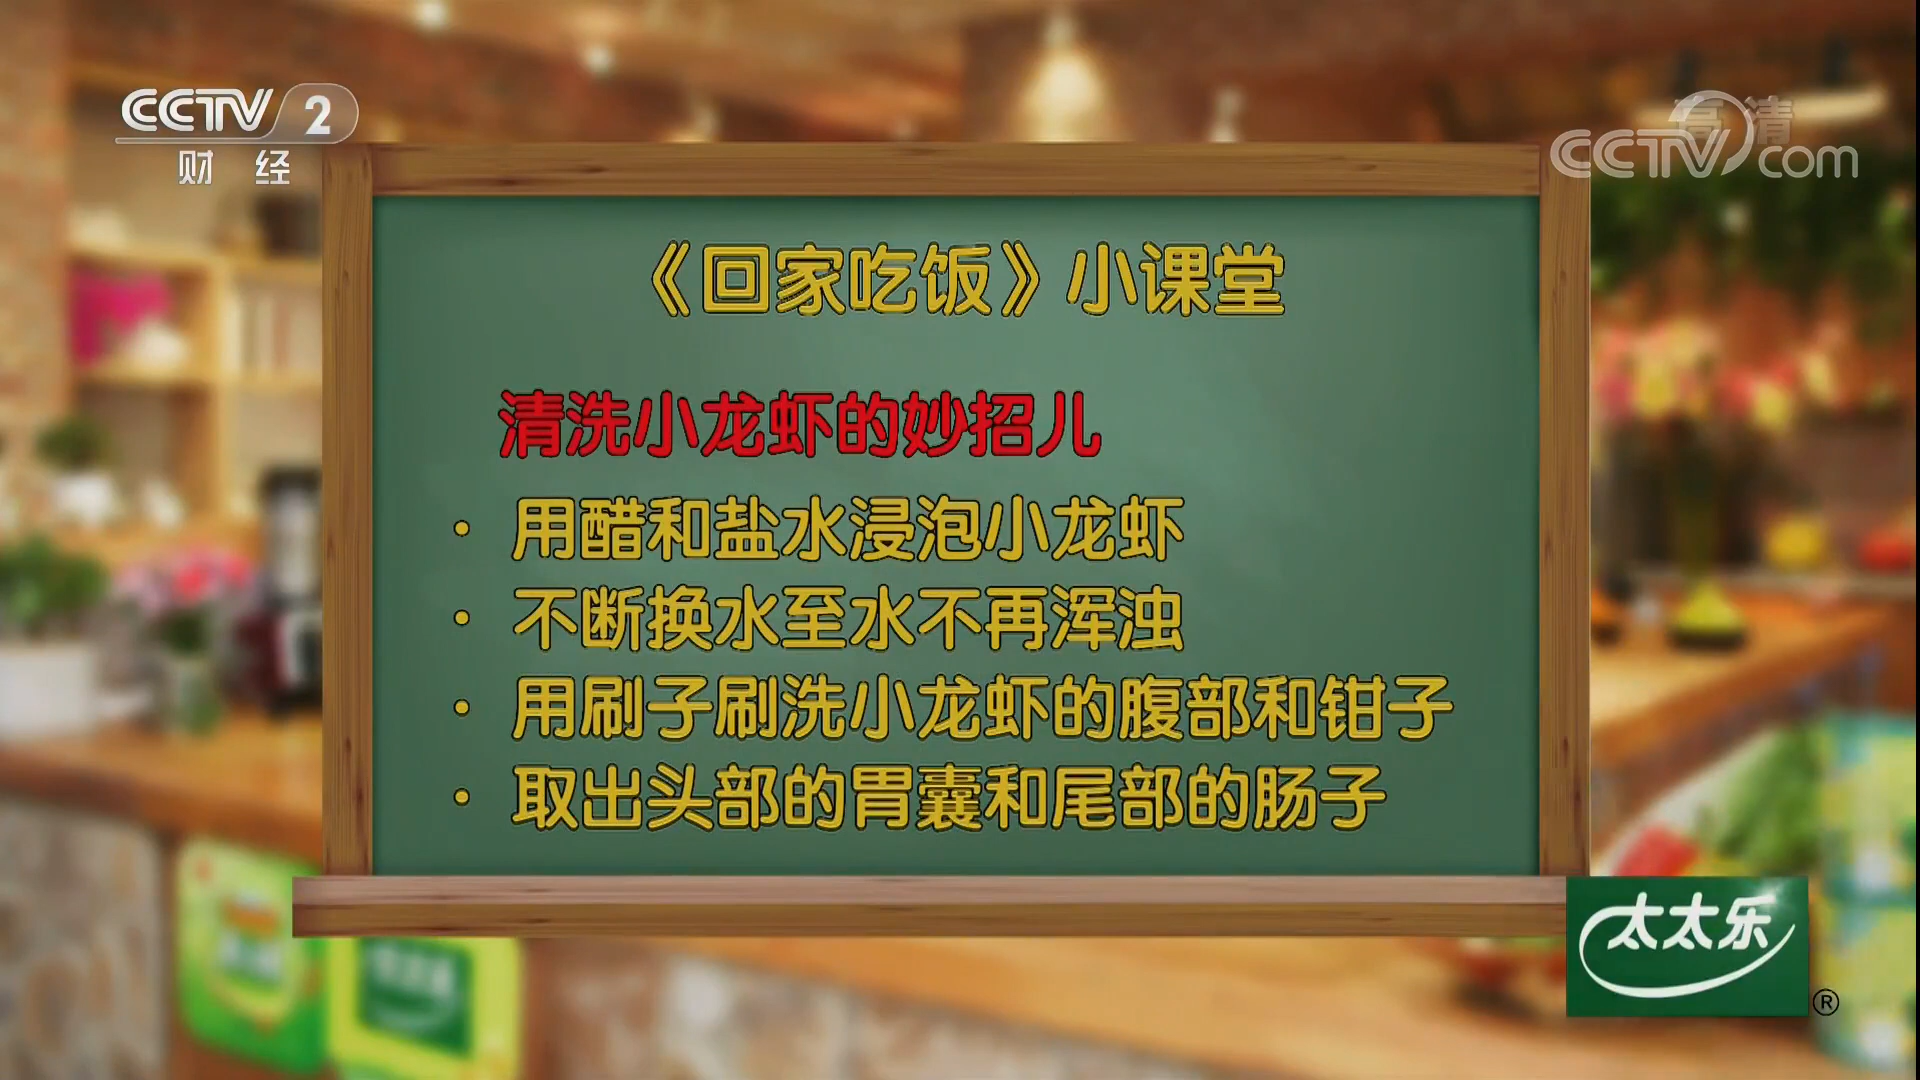 CCTV 2
财 经
高清
CCTV com
《回家吃饭》小课堂
清洗小龙虾的妙招儿
· 用醋和盐水浸泡小龙虾
· 不断换水至水不再浑浊
· 用刷子刷洗小龙虾的腹部和钳子
· 取出头部的胃囊和尾部的肠子
太太乐
®